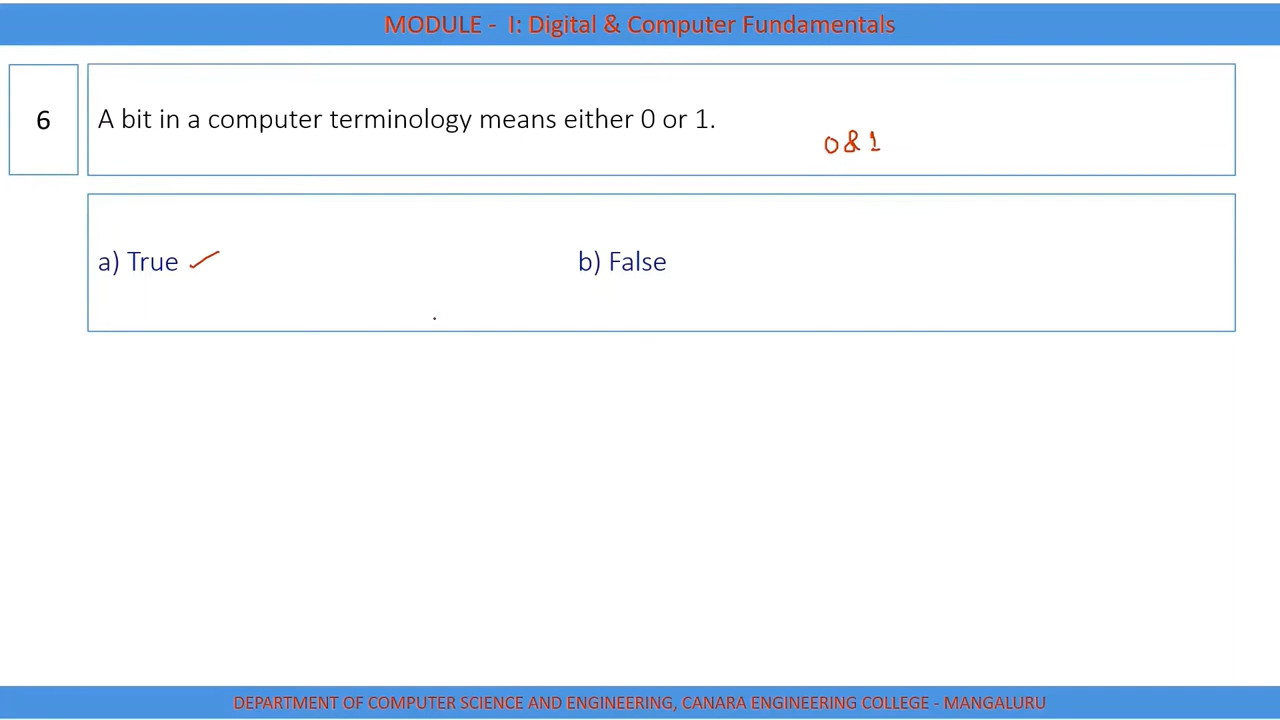 MODULE - I: Digital & Computer Fundamentals
6
A bit in a computer terminology means either 0 or 1.
0 & 1
a) True
b) False
DEPARTMENT OF COMPUTER SCIENCE AND ENGINEERING, CANARA ENGINEERING COLLEGE - MANGALURU